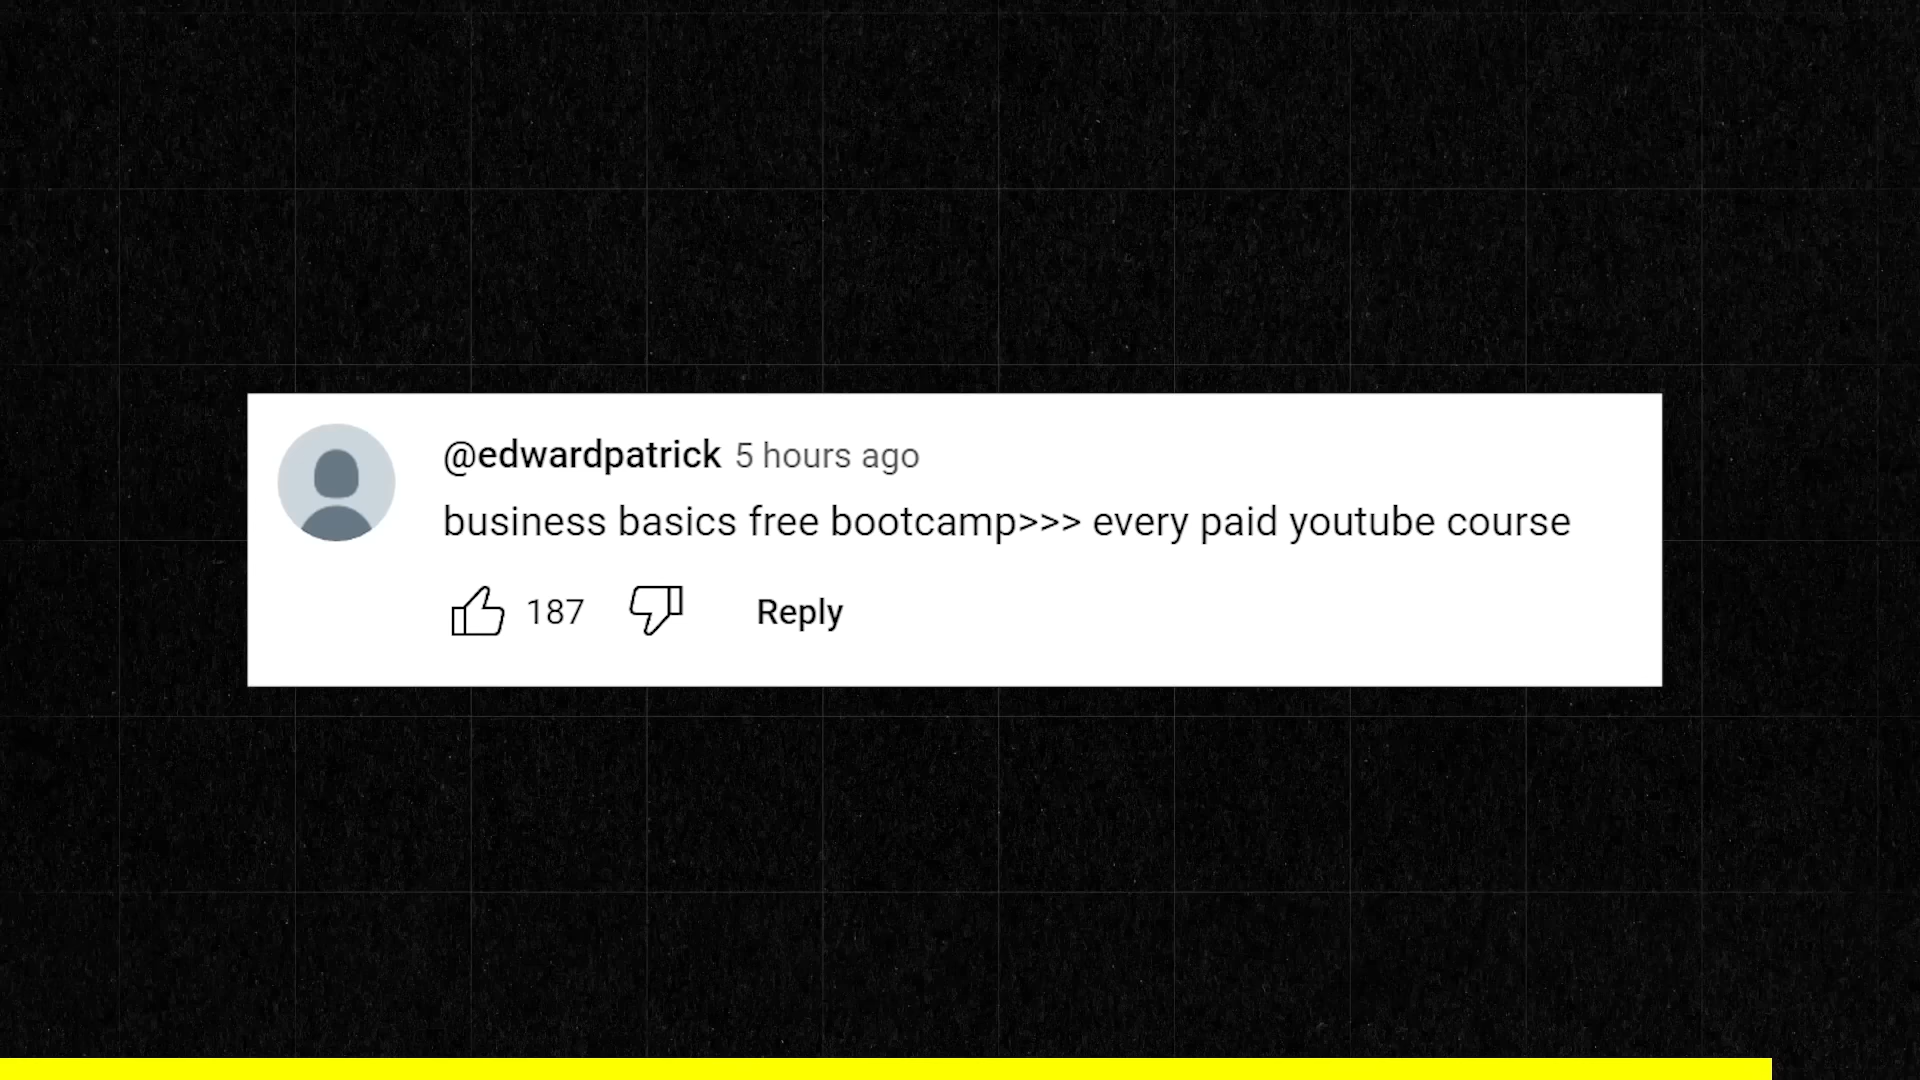 @edwardpatrick 5 hours ago
business basics free bootcamp>>> every paid youtube course
187 Reply